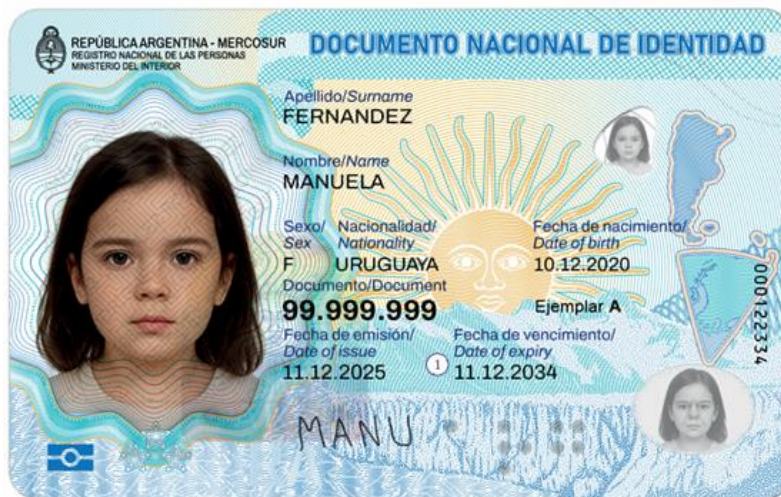 REPÚBLICA ARGENTINA - MERCOSUR
REGISTRO NACIONAL DE LAS PERSONAS
MINISTERIO DEL INTERIOR
DOCUMENTO NACIONAL DE IDENTIDAD
Apellido/Surname
FERNANDEZ
Nombre/Name
MANUELA
Sexo/ Nacionalidad/ Fecha de nacimiento/
Sex Nationality Date of birth
F URUGUAYA 10.12.2020
Documento/Document
99.999.999 Ejemplar A
Fecha de emisión/ Fecha de vencimiento/
Date of issue Date of expiry
11.12.2025 1 11.12.2034
000122334
MANU